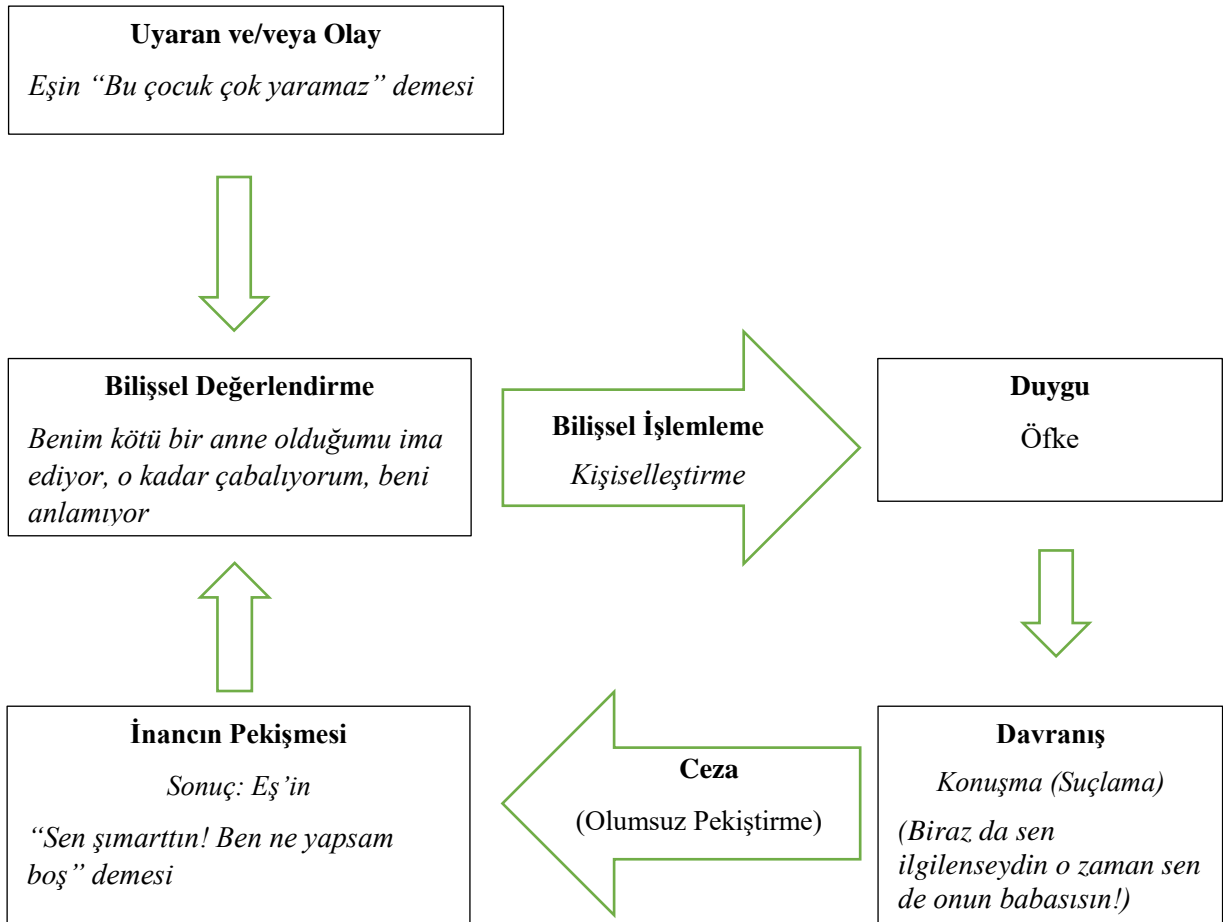 Uyaran ve/veya Olay
Eşin “Bu çocuk çok yaramaz” demesi
Bilişsel Değerlendirme
Benim kötü bir anne olduğumu ima
ediyor, o kadar çabalıyorum, beni
anlamıyor
Bilişsel İşlemleme
Kişiselleştirme
Duygu
Öfke
Davranış
Konuşma (Suçlama)
(Biraz da sen
ilgilenseydin o zaman sen
de onun babasısın!)
Ceza
(Olumsuz Pekiştirme)
İnancın Pekişmesi
Sonuç: Eş’in
“Sen şımarttın! Ben ne yapsam
boş” demesi